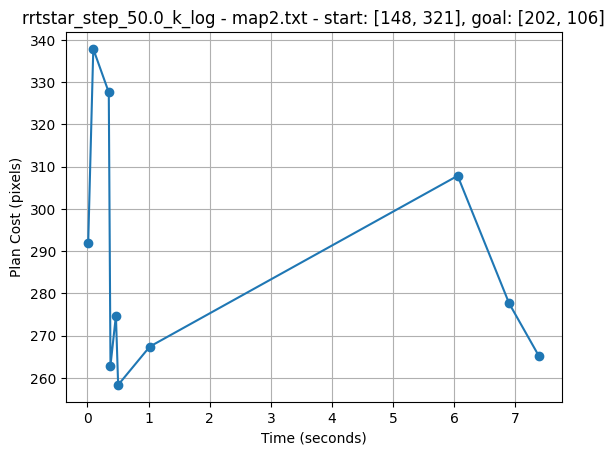 rrtstar_step_50.0_k_log - map2.txt - start: [148, 321], goal: [202, 106]
340
330
320
310
300
290
280
270
260
Plan Cost (pixels)
0 1 2 3 4 5 6 7
Time (seconds)